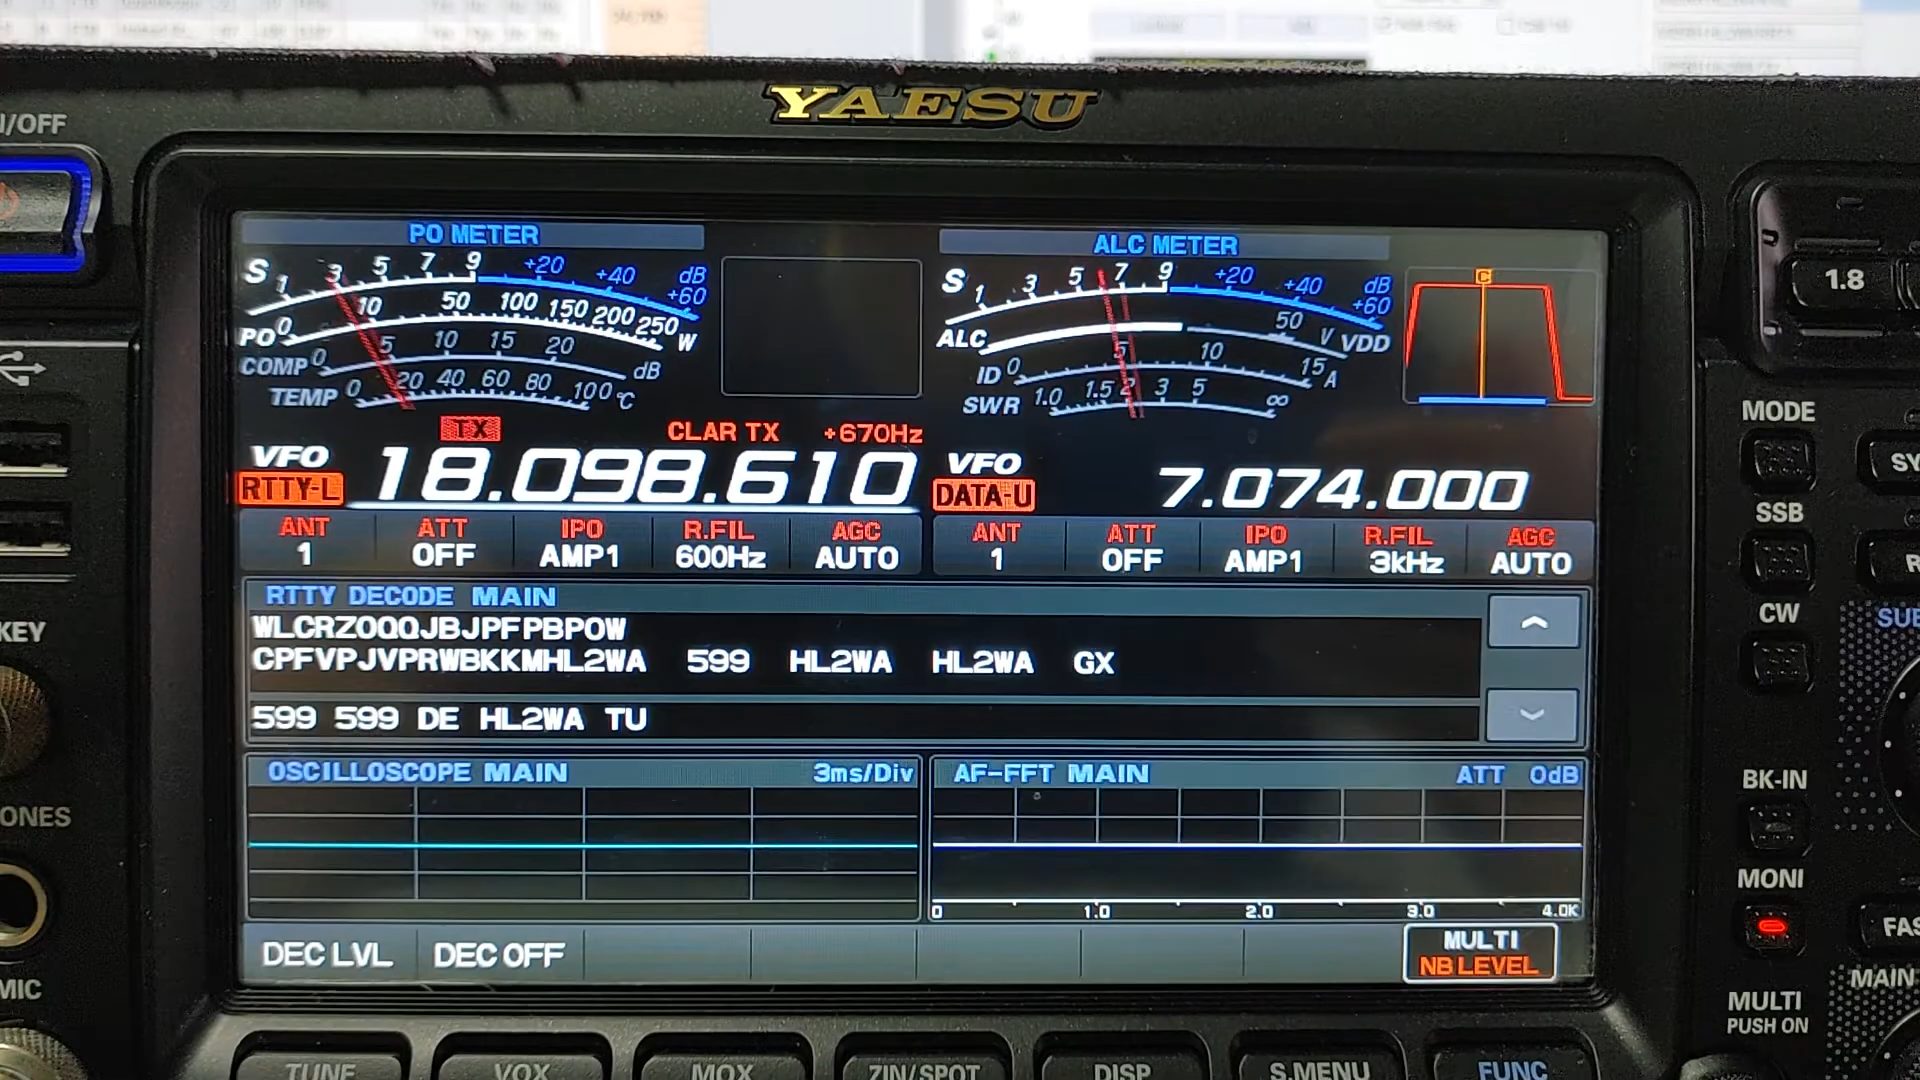 YAESU
N/OFF
PO METER
S 1 3 5 7 9 +20 +40 +60 dB
PO 0 10 50 100 150 200 250 W
COMP 0 5 10 15 20 dB
TEMP 0 20 40 60 80 100 °C
ALC METER
S 1 3 5 7 9 +20 +40 +60 dB
ALC 50 V VDD
ID 0 5 10 15 A
SWR 1.0 1.5 2 3 5 ∞
C
1.8
TX CLAR TX +670Hz
VFO
RTTY-L 18.098.610
VFO
DATA-U 7.074.000
ANT ATT IPO R.FIL AGC
1 OFF AMP1 600Hz AUTO
ANT ATT IPO R.FIL AGC
1 OFF AMP1 3kHz AUTO
RTTY DECODE MAIN
WLCRZOQQJBJPFPBPOW
CPFVPJVPRWBKKMHL2WA 599 HL2WA HL2WA GX
599 599 DE HL2WA TU
OSCILLOSCOPE MAIN 3ms/Div
AF-FFT MAIN ATT 0dB
0 1.0 2.0 3.0 4.0K
DEC LVL DEC OFF
MULTI
NB LEVEL
TUNE VOX MOX ZIN/SPOT DISP S.MENU FUNC
KEY
ONES
MIC
MODE
SSB
CW
BK-IN
MONI
MULTI
PUSH ON
SY
R
SUB
FAS
MAIN